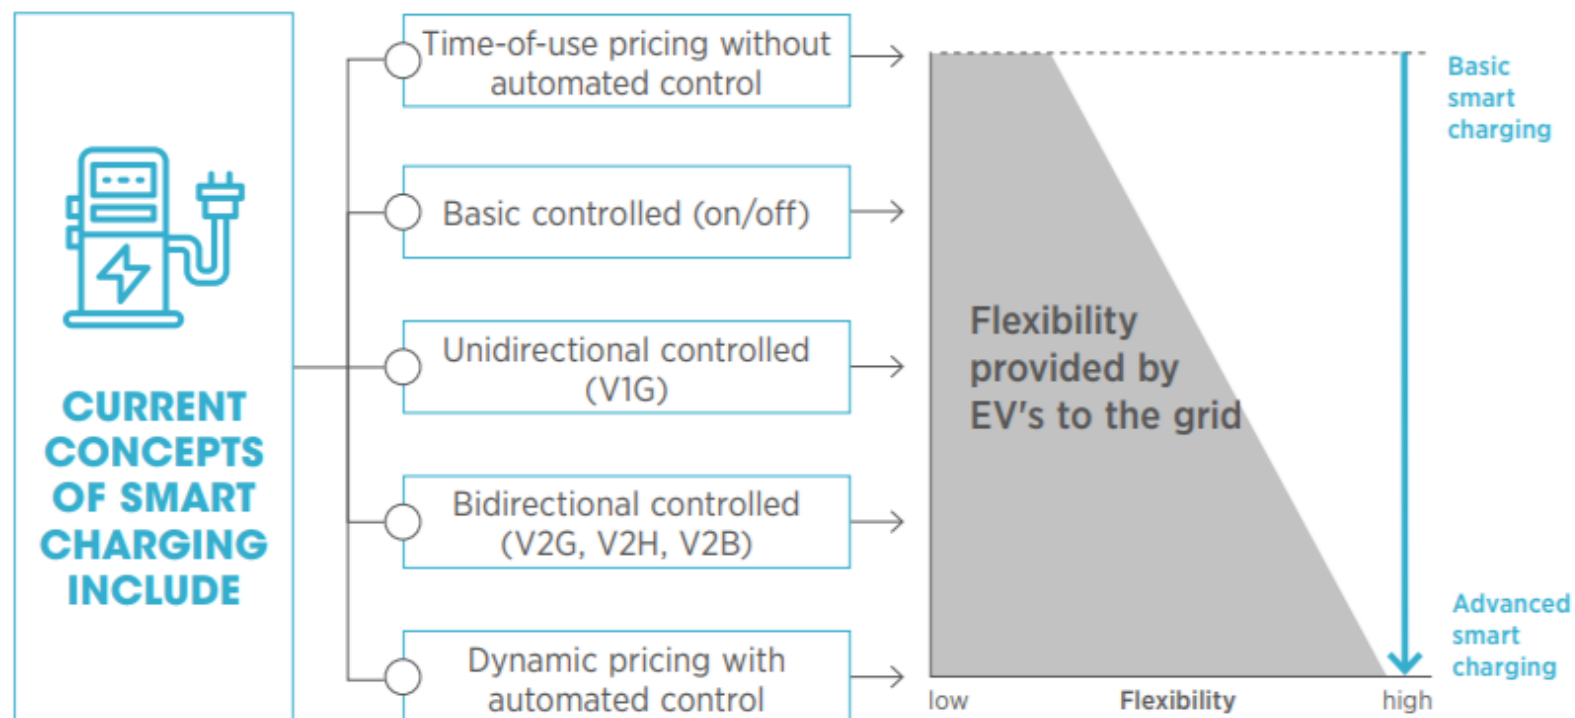 CURRENT
CONCEPTS
OF SMART
CHARGING
INCLUDE
Time-of-use pricing without
automated control
Basic controlled (on/off)
Unidirectional controlled
(V1G)
Bidirectional controlled
(V2G, V2H, V2B)
Dynamic pricing with
automated control
Flexibility
provided by
EV's to the grid
low Flexibility high
Basic
smart
charging
Advanced
smart
charging